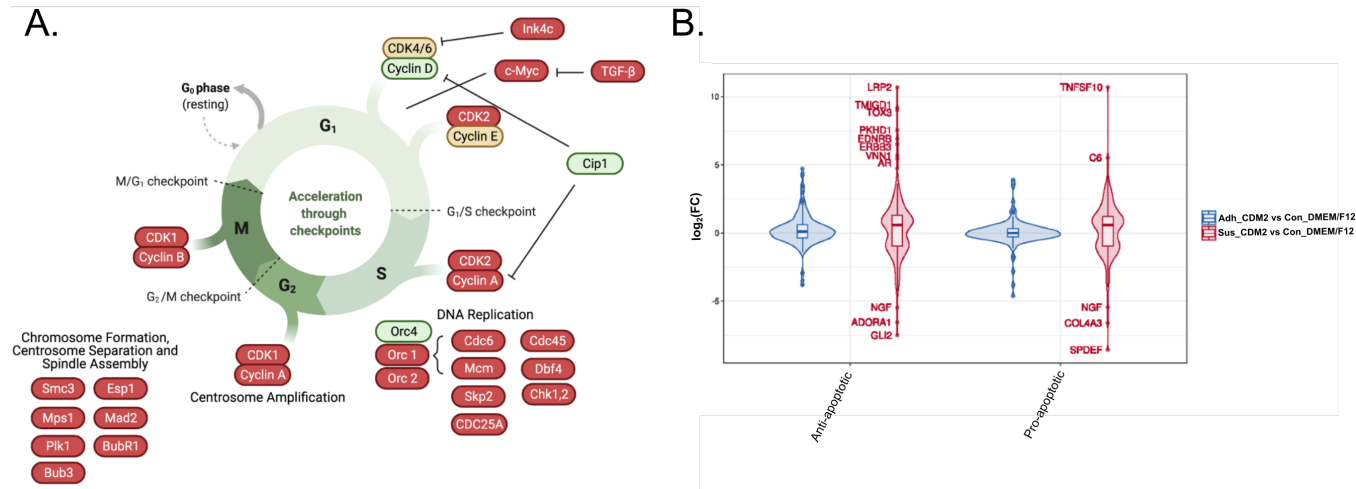 A.
Ink4c
CDK4/6
Cyclin D
c-Myc
TGF-β
G₀ phase
(resting)
G₁
CDK2
Cyclin E
Cip1
M/G₁ checkpoint
Acceleration
through
checkpoints
G₁/S checkpoint
M
CDK1
Cyclin B
S
CDK2
Cyclin A
G₂
G₂/M checkpoint
DNA Replication
Orc4
Orc 1
Orc 2
Cdc6
Mcm
Skp2
CDC25A
Cdc45
Dbf4
Chk1,2
CDK1
Cyclin A
Centrosome Amplification
Chromosome Formation,
Centrosome Separation and
Spindle Assembly
Smc3
Esp1
Mps1
Mad2
Plk1
BubR1
Bub3
B.
log₂(FC)
10
5
0
-5
LRP2
TMIGD1
TOX3
PKHD1
EDNRB
ERBB3
VNN1
AR
NGF
ADORA1
GLI2
TNFSF10
C6
NGF
COL4A3
SPDEF
Anti-apoptotic
Pro-apoptotic
Adh_CDM2 vs Con_DMEM/F12
Sus_CDM2 vs Con_DMEM/F12